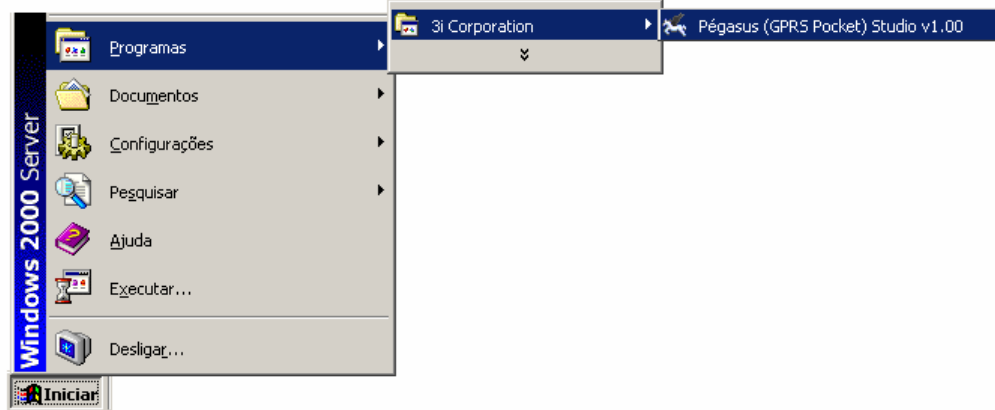 3i Corporation
Pégasus (GPRS Pocket) Studio v1.00
Programas
Documentos
Configurações
Pesquisar
Ajuda
Executar...
Desligar...
Windows 2000 Server
Iniciar